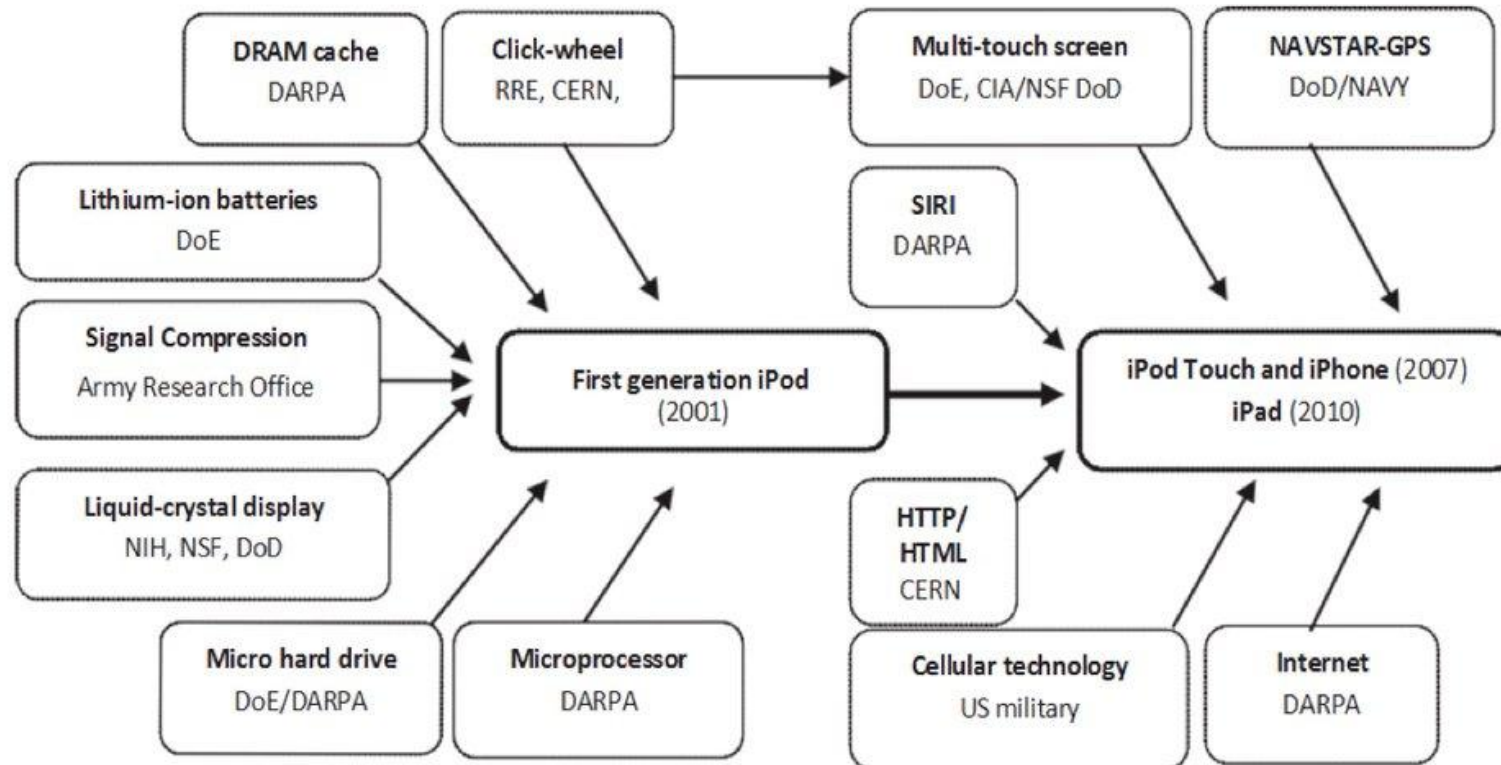 DRAM cache
DARPA
Click-wheel
RRE, CERN,
Multi-touch screen
DoE, CIA/NSF DoD
NAVSTAR-GPS
DoD/NAVY
Lithium-ion batteries
DoE
SIRI
DARPA
Signal Compression
Army Research Office
First generation iPod
(2001)
iPod Touch and iPhone (2007)
iPad (2010)
Liquid-crystal display
NIH, NSF, DoD
HTTP/
HTML
CERN
Micro hard drive
DoE/DARPA
Microprocessor
DARPA
Cellular technology
US military
Internet
DARPA